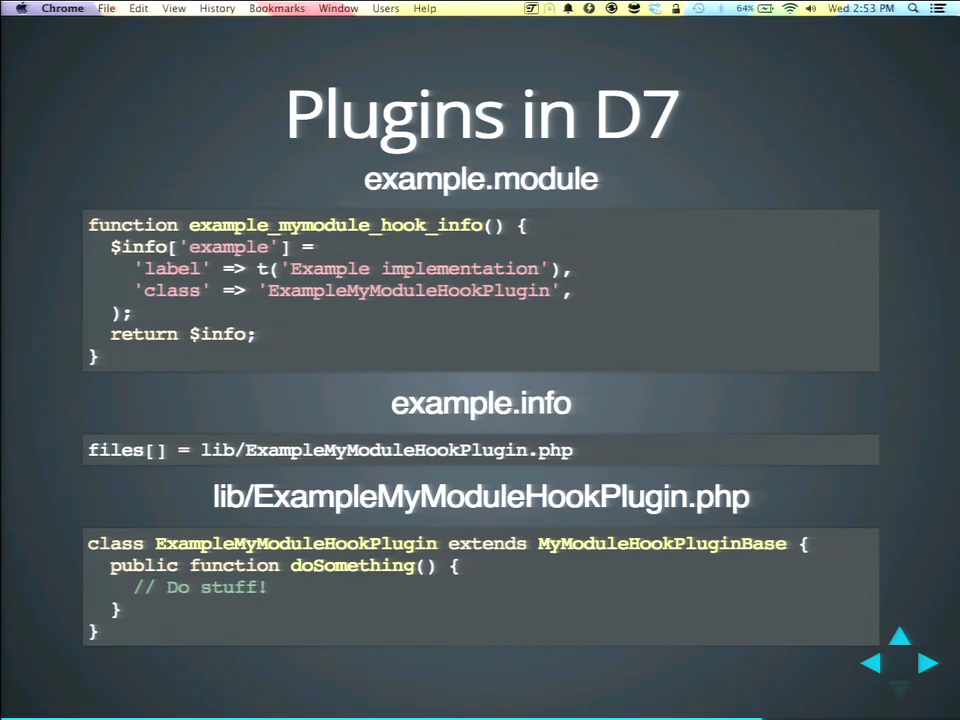 Chrome File Edit View History Bookmarks Window Users Help 64% Wed 2:53 PM
Plugins in D7
example.module
function example_mymodule_hook_info() {
  $info['example'] =
    'label' => t('Example implementation'),
    'class' => 'ExampleMyModuleHookPlugin',
  );
  return $info;
}
example.info
files[] = lib/ExampleMyModuleHookPlugin.php
lib/ExampleMyModuleHookPlugin.php
class ExampleMyModuleHookPlugin extends MyModuleHookPluginBase {
  public function doSomething() {
    // Do stuff!
  }
}